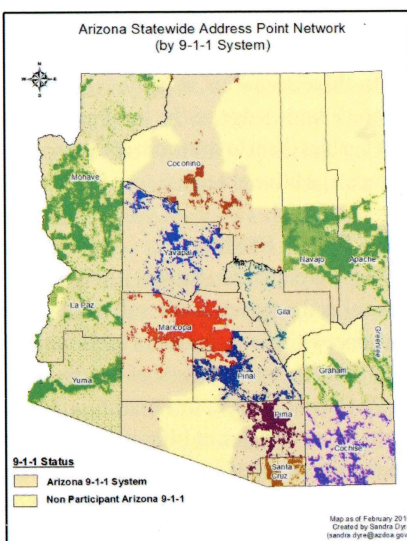 Arizona Statewide Address Point Network
(by 9-1-1 System)
N
W
E
S
Coconino
Mohave
Navajo
Apache
Yavapai
La Paz
Gila
Maricopa
Greenlee
Yuma
Pinal
Graham
Pima
Cochise
Santa
Cruz
9-1-1 Status
Arizona 9-1-1 System
Non Participant Arizona 9-1-1
Map as of February 201
Created by Sandra Dyr
(sandra.dyre@azdoa.gov